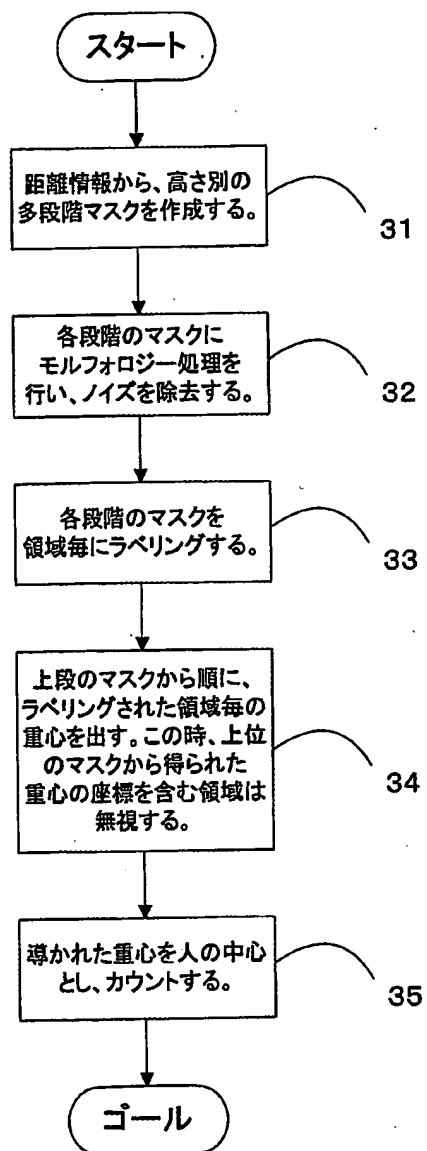 スタート
距離情報から、高さ別の
多段階マスクを作成する。
31
各段階のマスクに
モルフォロジー処理を
行い、ノイズを除去する。
32
各段階のマスクを
領域毎にラベリングする。
33
上段のマスクから順に、
ラベリングされた領域毎の
重心を出す。この時、上位
のマスクから得られた
重心の座標を含む領域は
無視する。
34
導かれた重心を人の中心
とし、カウントする。
35
ゴール